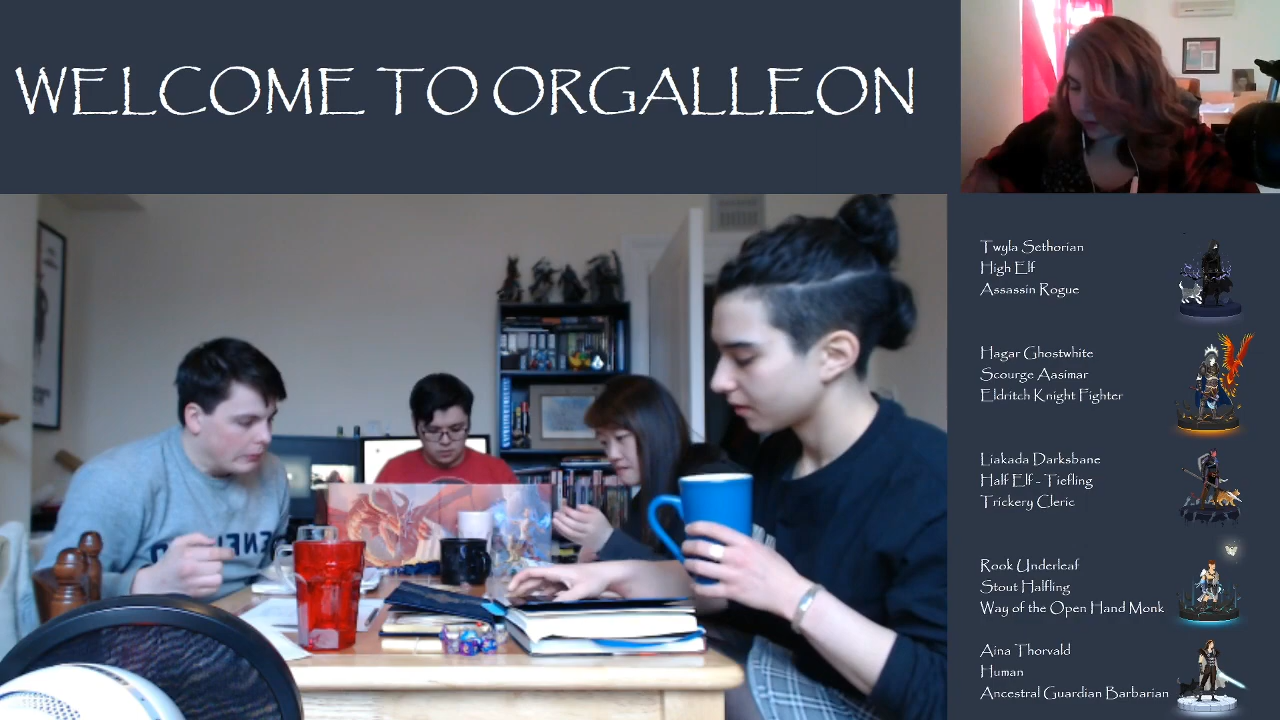 WELCOME TO ORGALLEON
Twyla Sethorian
High Elf
Assassin Rogue
Hagar Ghostwhite
Scourge Aasimar
Eldritch Knight Fighter
Liakada Darksbane
Half Elf - Tiefling
Trickery Cleric
Rook Underleaf
Stout Halfling
Way of the Open Hand Monk
Aina Thorvald
Human
Ancestral Guardian Barbarian